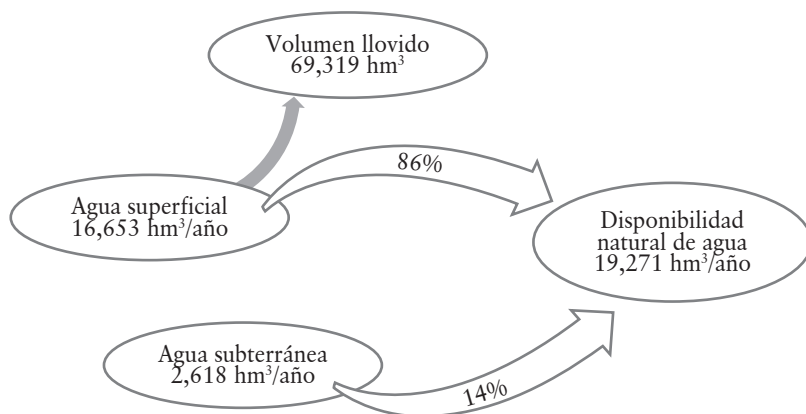 Volumen llovido
69,319 hm³
86%
Agua superficial
16,653 hm³/año
Disponibilidad
natural de agua
19,271 hm³/año
Agua subterránea
2,618 hm³/año
14%